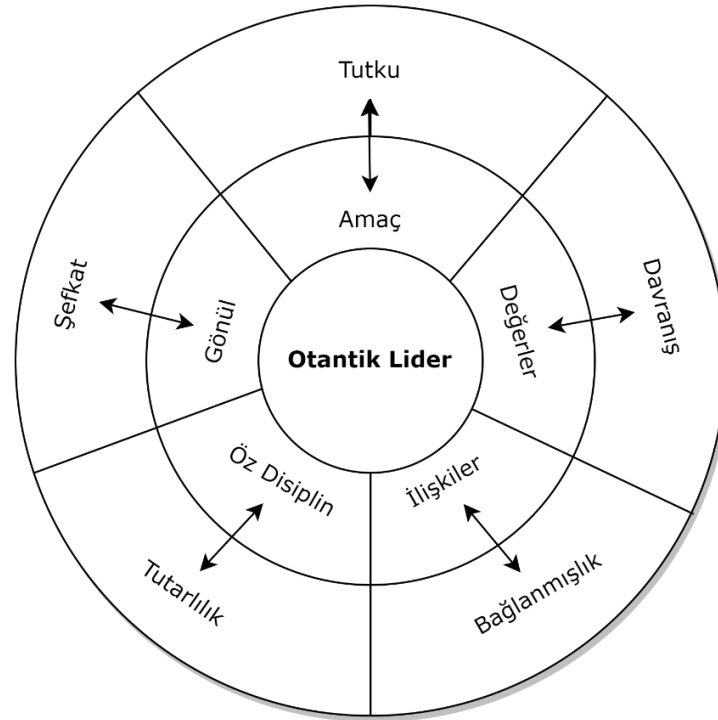 Tutku
Amaç
Şefkat
Gönül
Otantik Lider
Değerler
Davranış
Öz Disiplin
İlişkiler
Tutarlılık
Bağlanmışlık